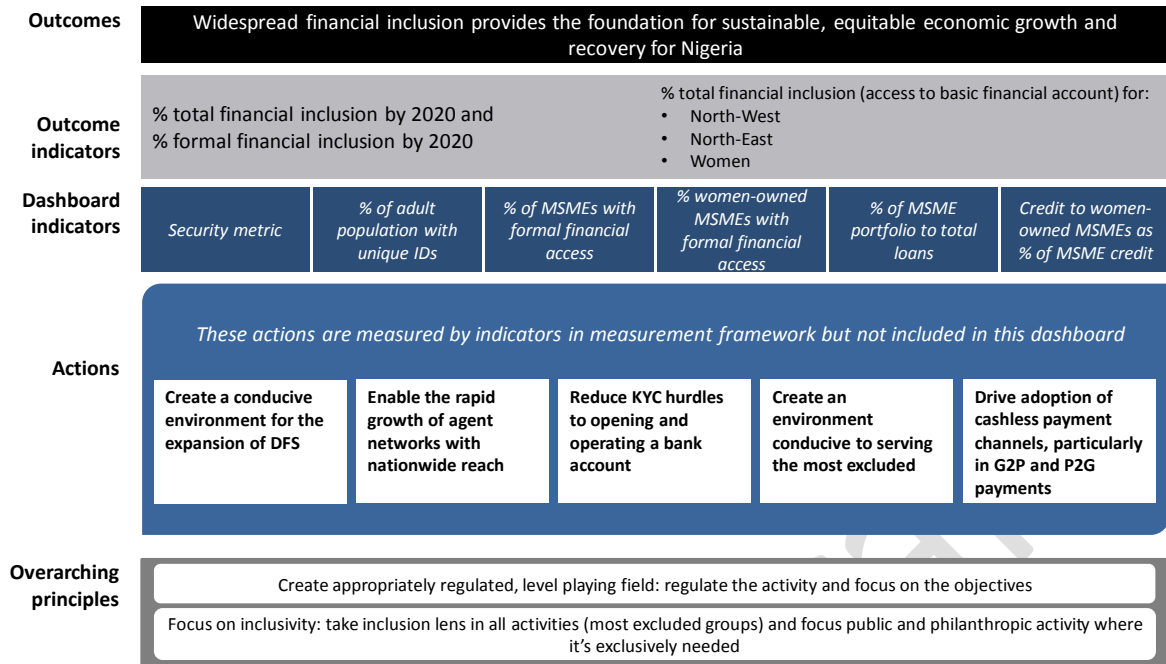 Outcomes
Widespread financial inclusion provides the foundation for sustainable, equitable economic growth and
recovery for Nigeria
Outcome
indicators
% total financial inclusion by 2020 and
% formal financial inclusion by 2020
% total financial inclusion (access to basic financial account) for:
• North-West
• North-East
• Women
Dashboard
indicators
Security metric
% of adult
population with
unique IDs
% of MSMEs with
formal financial
access
% women-owned
MSMEs with
formal financial
access
% of MSME
portfolio to total
loans
Credit to women-
owned MSMEs as
% of MSME credit
Actions
These actions are measured by indicators in measurement framework but not included in this dashboard
Create a conducive
environment for the
expansion of DFS
Enable the rapid
growth of agent
networks with
nationwide reach
Reduce KYC hurdles
to opening and
operating a bank
account
Create an
environment
conducive to serving
the most excluded
Drive adoption of
cashless payment
channels, particularly
in G2P and P2G
payments
Overarching
principles
Create appropriately regulated, level playing field: regulate the activity and focus on the objectives
Focus on inclusivity: take inclusion lens in all activities (most excluded groups) and focus public and philanthropic activity where
it's exclusively needed